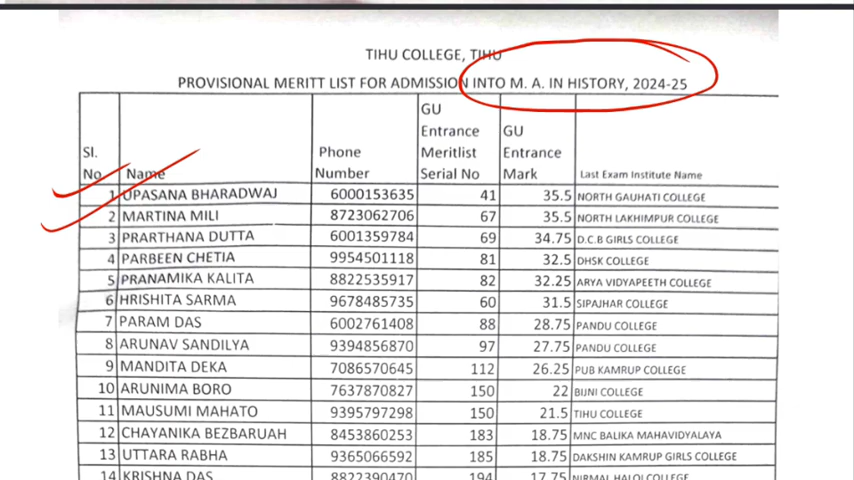 TIHU COLLEGE, TIHU
PROVISIONAL MERITT LIST FOR ADMISSION INTO M. A. IN HISTORY, 2024-25
Sl. No. Name Phone Number GU Entrance Meritlist Serial No GU Entrance Mark Last Exam Institute Name
1 UPASANA BHARADWAJ 6000153635 41 35.5 NORTH GAUHATI COLLEGE
2 MARTINA MILI 8723062706 67 35.5 NORTH LAKHIMPUR COLLEGE
3 PRARTHANA DUTTA 6001359784 69 34.75 D.C.B GIRLS COLLEGE
4 PARBEEN CHETIA 9954501118 81 32.5 DHSK COLLEGE
5 PRANAMIKA KALITA 8822535917 82 32.25 ARYA VIDYAPEETH COLLEGE
6 HRISHITA SARMA 9678485735 60 31.5 SIPAJHAR COLLEGE
7 PARAM DAS 6002761408 88 28.75 PANDU COLLEGE
8 ARUNAV SANDILYA 9394856870 97 27.75 PANDU COLLEGE
9 MANDITA DEKA 7086570645 112 26.25 PUB KAMRUP COLLEGE
10 ARUNIMA BORO 7637870827 150 22 BIJNI COLLEGE
11 MAUSUMI MAHATO 9395797298 150 21.5 TIHU COLLEGE
12 CHAYANIKA BEZBARUAH 8453860253 183 18.75 MNC BALIKA MAHAVIDYALAYA
13 UTTARA RABHA 9365066592 185 18.75 DAKSHIN KAMRUP GIRLS COLLEGE
14 KRISHNA DAS 8822390470 194 17.75 NIRMAL HALOI COLLEGE